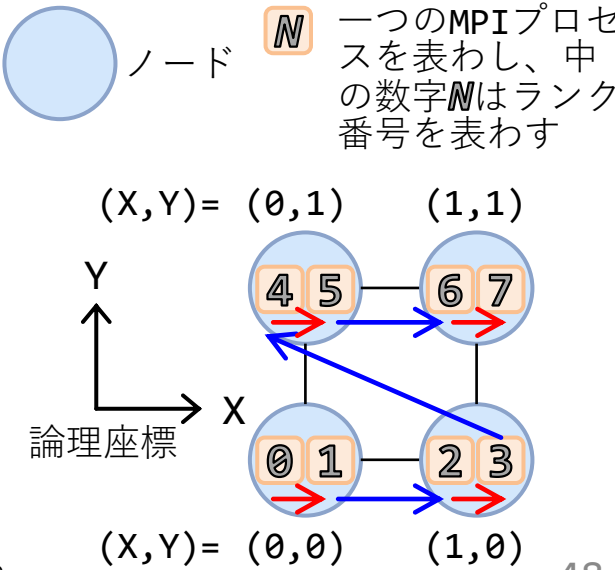 ノード
N
一つのMPIプロセ
スを表わし、中
の数字Nはランク
番号を表わす
(X,Y)= (0,1) (1,1)
Y
4 5 6 7
X
論理座標
0 1 2 3
(X,Y)= (0,0) (1,0)